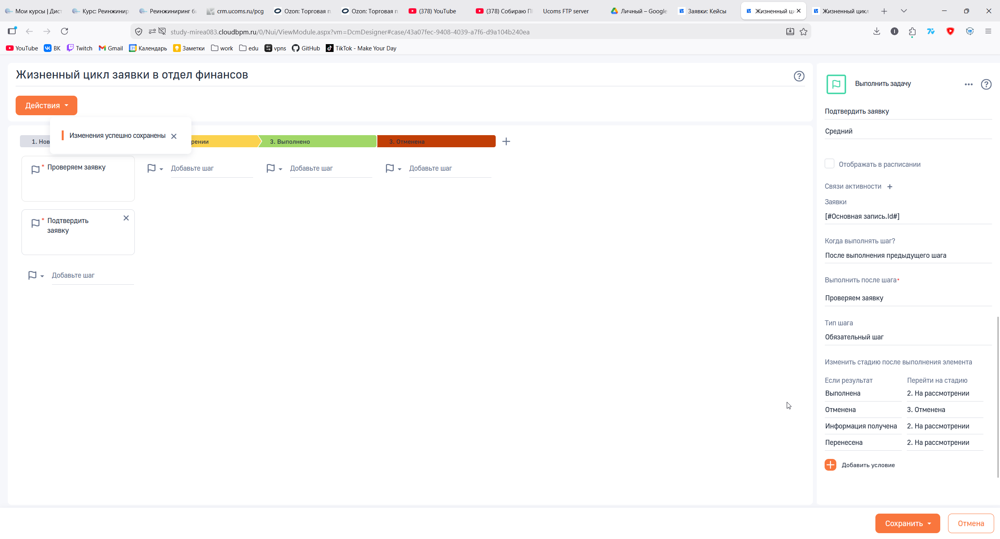 Мои курсы | Дист
Курс: Реинжинир
Реинжиниринг б
crm.ucoms.ru/pcg
Ozon: Торговая п
Ozon: Торговая п
(378) YouTube
(378) Собираю П
Ucoms FTP server
Личный – Google
Заявки: Кейсы
Жизненный ци
Жизненный цикл
study-mirea083.cloudbpm.ru/0/Nui/ViewModule.aspx?vm=DcmDesigner#case/43a07fec-9408-4039-a7f6-d9a104b240ea
YouTube
ВК
Twitch
Gmail
31
Календарь
Заметки
work
edu
vpns
GitHub
TikTok - Make Your Day
Жизненный цикл заявки в отдел финансов
Действия
Изменения успешно сохранены
1. Нов
рении
3. Выполнено
3. Отменена
* Проверяем заявку
Добавьте шаг
Добавьте шаг
Добавьте шаг
* Подтвердить
заявку
Добавьте шаг
Выполнить задачу
Подтвердить заявку
Средний
Отображать в расписании
Связи активности
Заявки
[#Основная запись.Id#]
Когда выполнять шаг?
После выполнения предыдущего шага
Выполнить после шага*
Проверяем заявку
Тип шага
Обязательный шаг
Изменить стадию после выполнения элемента
Если результат Перейти на стадию
Выполнена 2. На рассмотрении
Отменена 3. Отменена
Информация получена 2. На рассмотрении
Перенесена 2. На рассмотрении
Добавить условие
Сохранить
Отмена